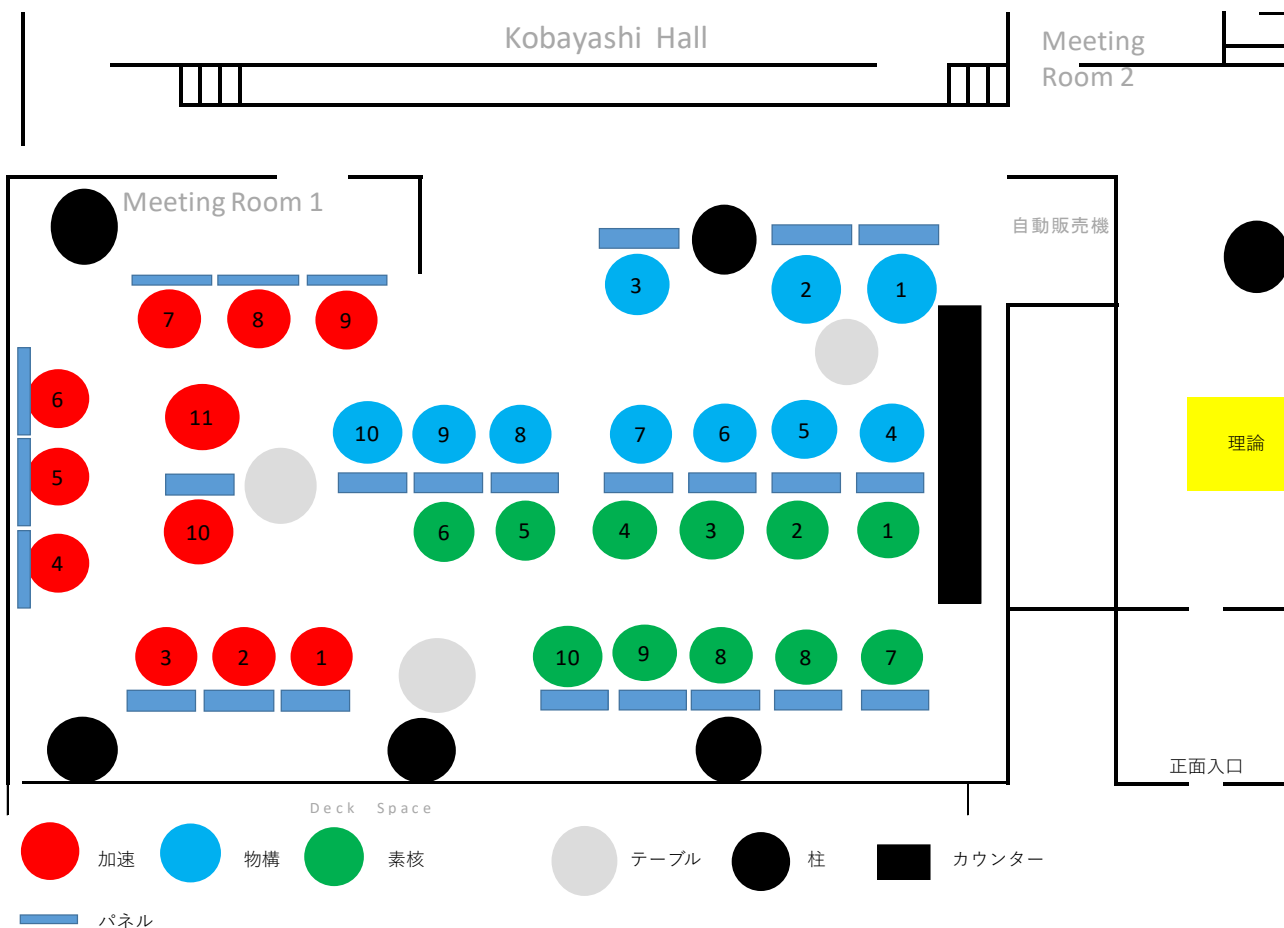 Kobayashi Hall
Meeting
Room 2
Meeting Room 1
自動販売機
3
2
1
7
8
9
6
11
10
9
8
7
6
5
4
理論
5
10
6
5
4
3
2
1
4
3
2
1
10
9
8
8
7
正面入口
Deck Space
加速
物構
素核
テーブル
柱
カウンター
パネル